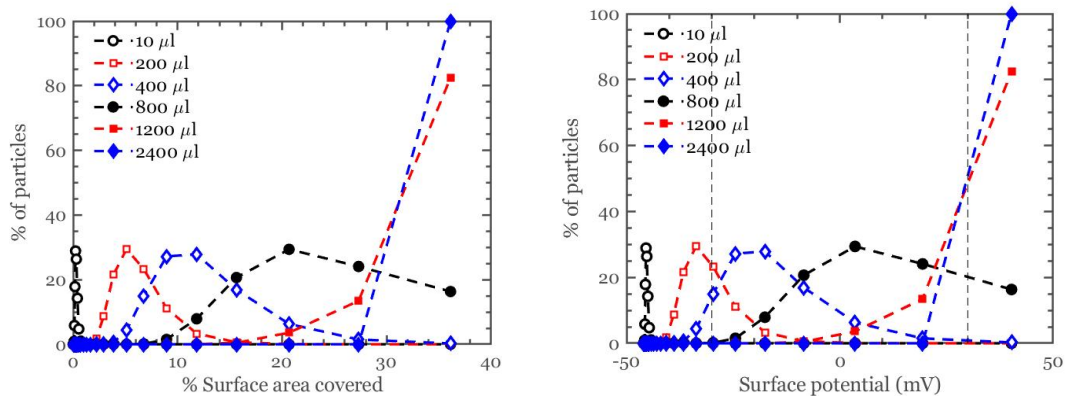 100
80
60
40
20
0
0
10
20
30
40
% of particles
% Surface area covered
10 µl
200 µl
400 µl
800 µl
1200 µl
2400 µl
100
80
60
40
20
0
-50
0
50
% of particles
Surface potential (mV)
10 µl
200 µl
400 µl
800 µl
1200 µl
2400 µl